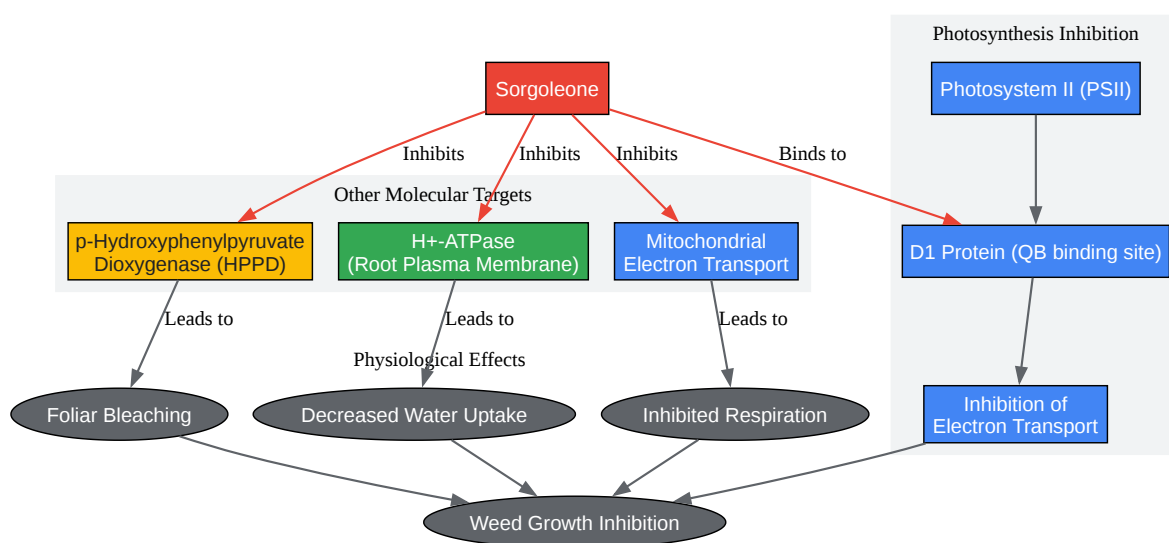 Photosynthesis Inhibition
Sorgoleone
Photosystem II (PSII)
Inhibits
Inhibits
Inhibits
Binds to
Other Molecular Targets
p-Hydroxyphenylpyruvate
Dioxygenase (HPPD)
H+-ATPase
(Root Plasma Membrane)
Mitochondrial
Electron Transport
D1 Protein (QB binding site)
Leads to
Leads to
Leads to
Physiological Effects
Foliar Bleaching
Decreased Water Uptake
Inhibited Respiration
Inhibition of
Electron Transport
Weed Growth Inhibition